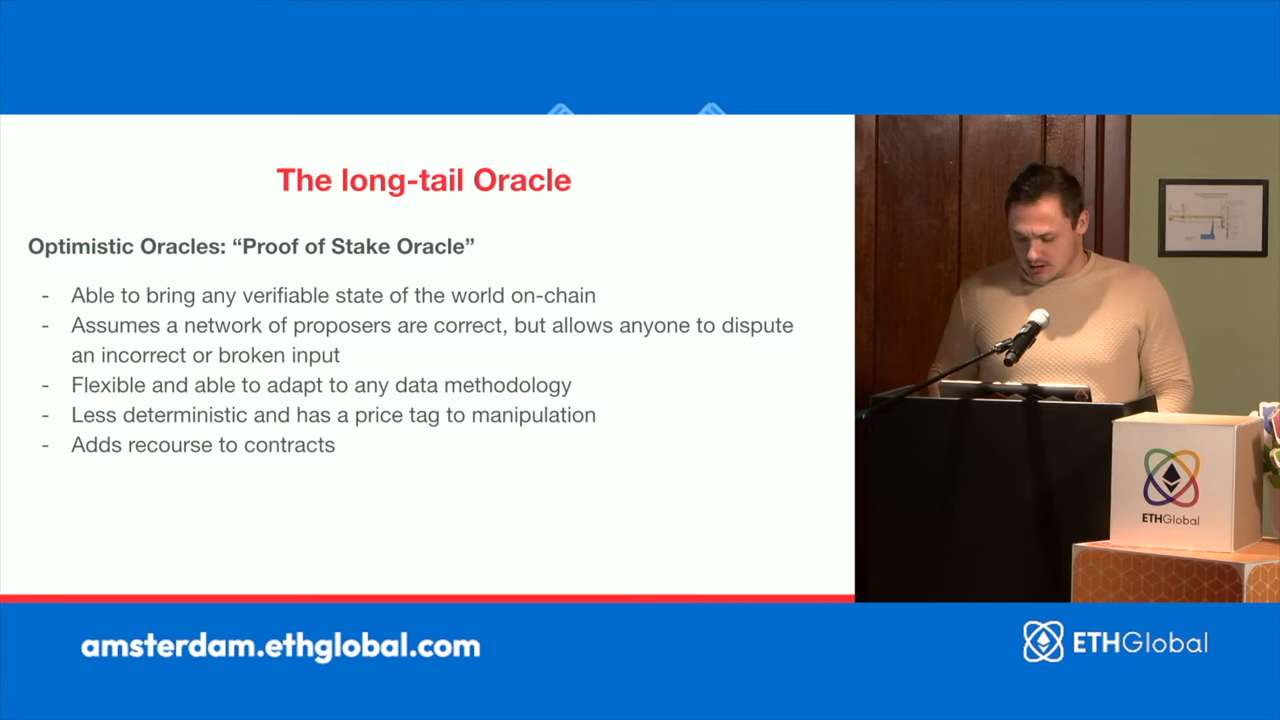 The long-tail Oracle
Optimistic Oracles: “Proof of Stake Oracle”
- Able to bring any verifiable state of the world on-chain
- Assumes a network of proposers are correct, but allows anyone to dispute
an incorrect or broken input
- Flexible and able to adapt to any data methodology
- Less deterministic and has a price tag to manipulation
- Adds recourse to contracts
ETHGlobal
amsterdam.ethglobal.com
ETHGlobal